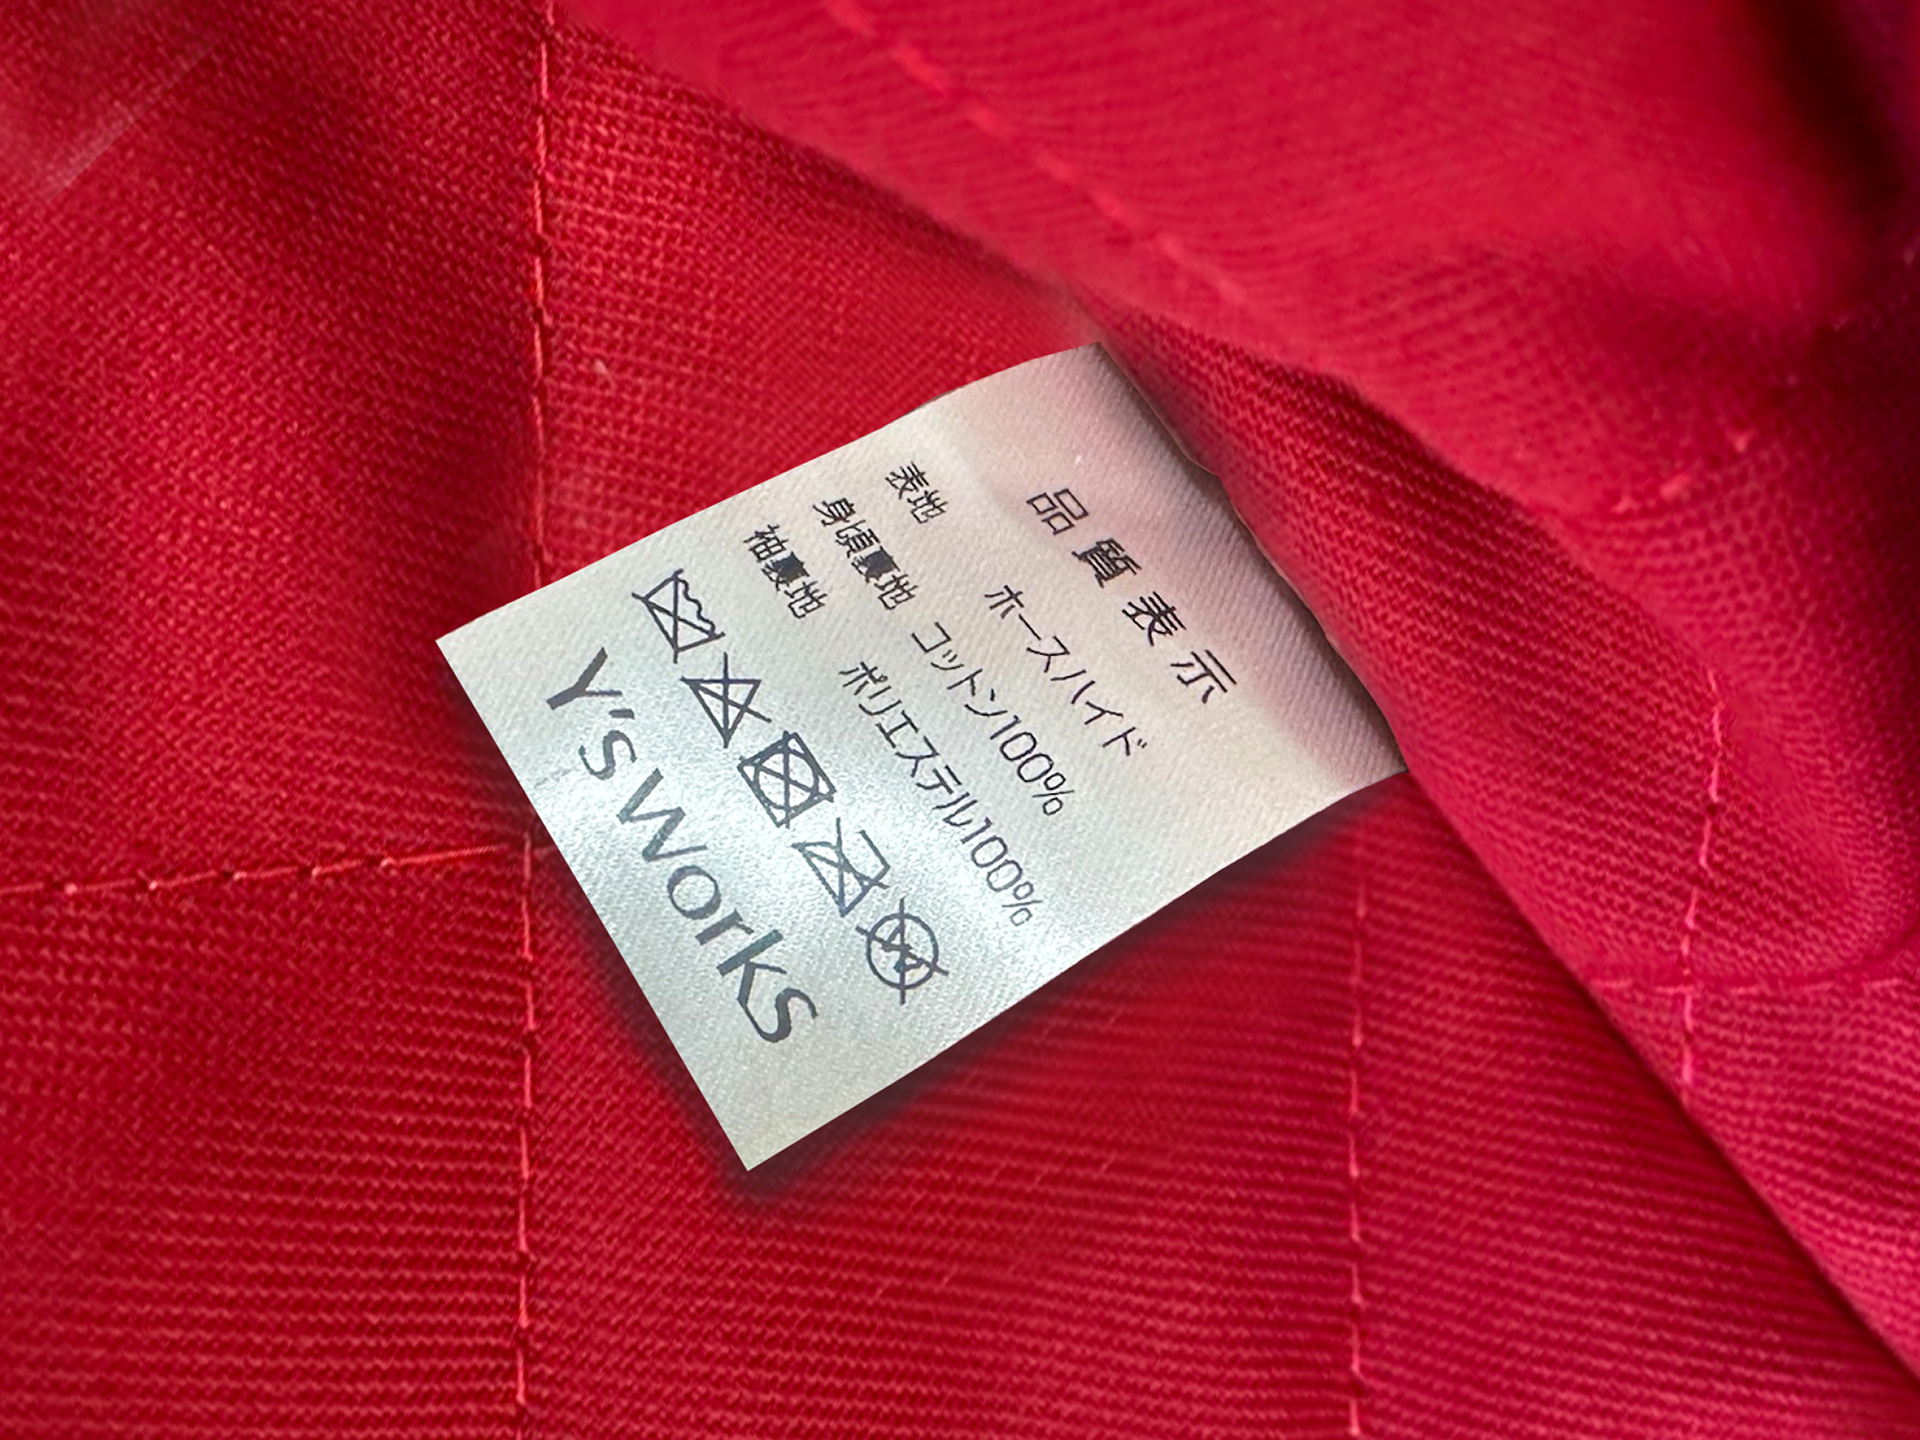 品質表示
表地 ホースハイド
身頃裏地 コットン100%
袖裏地 ポリエステル100%
Y's Works